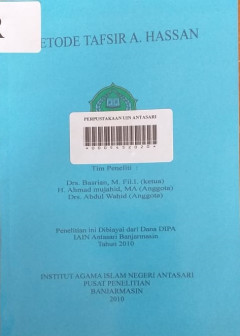 R
ETODE TAFSIR A. HASSAN
PERPUSTAKAAN UIN ANTASARI
Tim Peneliti :
Drs. Basrian, M. Fil.I. (ketua)
H. Ahmad mujahid, MA (Anggota)
Drs. Abdul Wahid (Anggota)
Penelitian ini Dibiayai dari Dana DIPA
IAIN Antasari Banjarmasin
Tahun 2010
INSTITUT AGAMA ISLAM NEGERI ANTASARI
PUSAT PENELITIAN
BANJARMASIN
2010